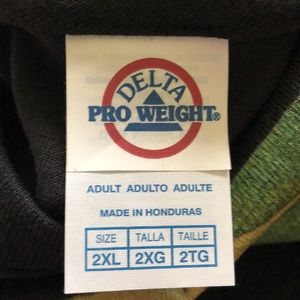 DELTA
PRO WEIGHT®
ADULT ADULTO ADULTE
MADE IN HONDURAS
SIZE TALLA TAILLE
2XL 2XG 2TG